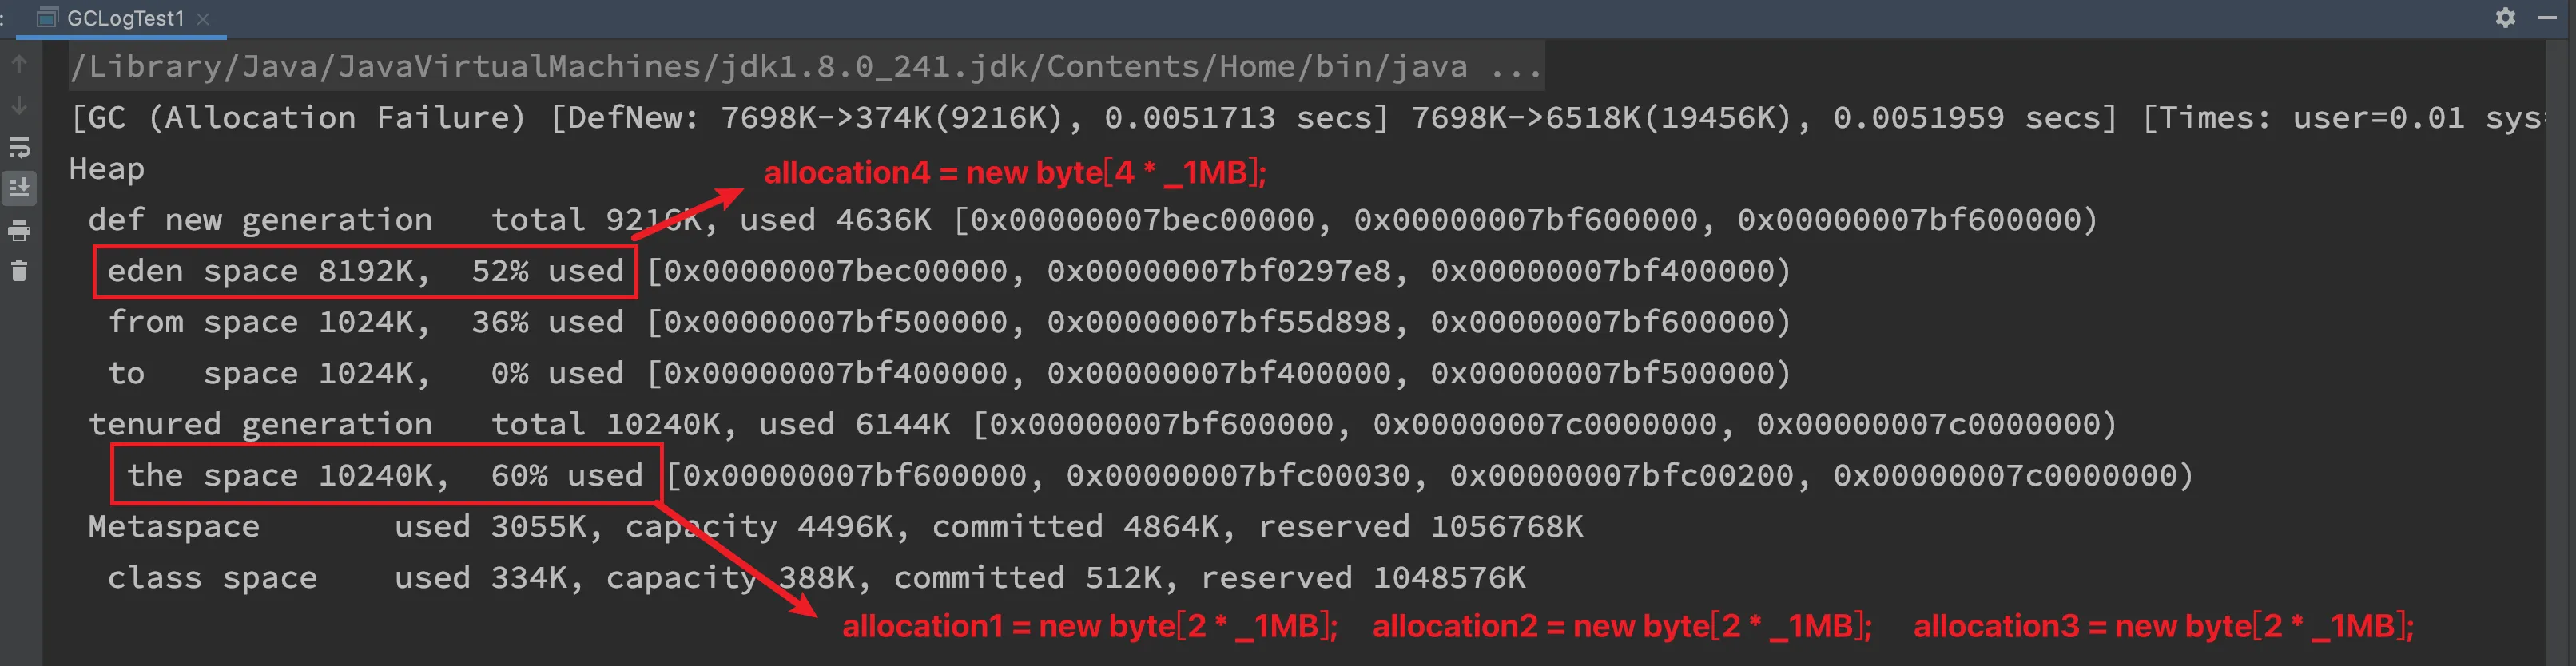 GCLogTest1
/Library/Java/JavaVirtualMachines/jdk1.8.0_241.jdk/Contents/Home/bin/java ...
[GC (Allocation Failure) [DefNew: 7698K->374K(9216K), 0.0051713 secs] 7698K->6518K(19456K), 0.0051959 secs] [Times: user=0.01 sys=
Heap
allocation4 = new byte[4 * _1MB];
def new generation   total 9216K, used 4636K [0x00000007bec00000, 0x00000007bf600000, 0x00000007bf600000)
eden space 8192K,  52% used [0x00000007bec00000, 0x00000007bf0297e8, 0x00000007bf400000)
from space 1024K,  36% used [0x00000007bf500000, 0x00000007bf55d898, 0x00000007bf600000)
to   space 1024K,   0% used [0x00000007bf400000, 0x00000007bf400000, 0x00000007bf500000)
tenured generation   total 10240K, used 6144K [0x00000007bf600000, 0x00000007c0000000, 0x00000007c0000000)
the space 10240K,  60% used [0x00000007bf600000, 0x00000007bfc00030, 0x00000007bfc00200, 0x00000007c0000000)
Metaspace       used 3055K, capacity 4496K, committed 4864K, reserved 1056768K
class space    used 334K, capacity 388K, committed 512K, reserved 1048576K
allocation1 = new byte[2 * _1MB];   allocation2 = new byte[2 * _1MB];   allocation3 = new byte[2 * _1MB];